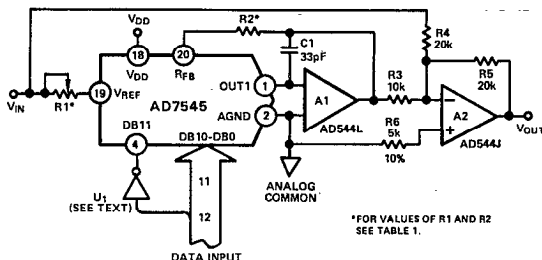 VDD
R2*
C1
33pF
R4
20k
18
20
VDD
RFB
R3
10k
R5
20k
OUT1
1
VIN
R1*
19
VREF
AD7545
A1
AD544L
A2
AD544J
VOUT
AGND
2
R6
5k
10%
DB11
DB10-DB0
4
U1
(SEE TEXT)
11
12
ANALOG
COMMON
*FOR VALUES OF R1 AND R2
SEE TABLE 1.
DATA INPUT